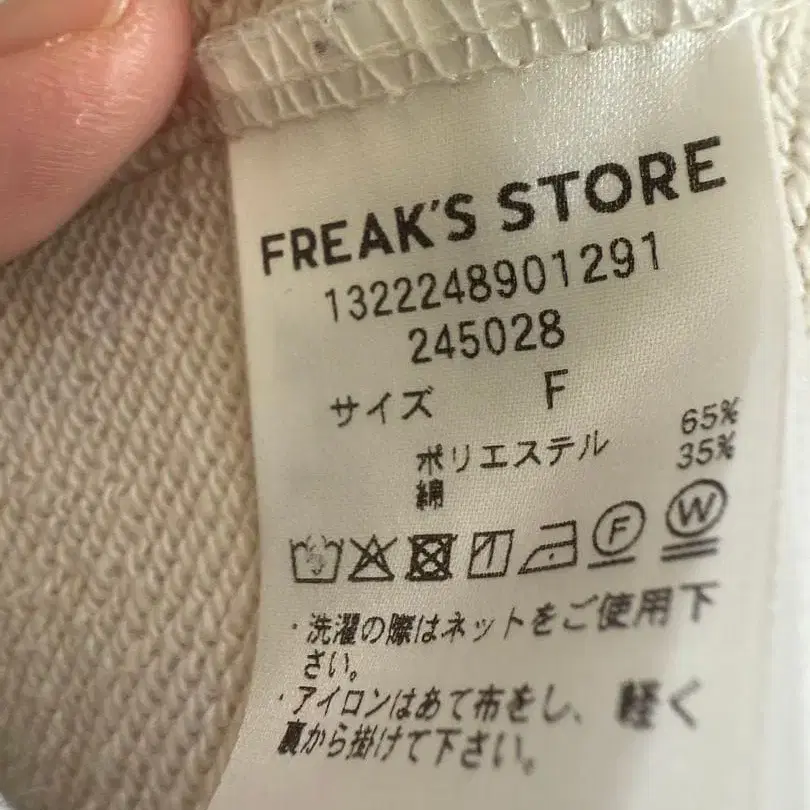 FREAK'S STORE
1322248901291
245028
サイズ F
ポリエステル 65%
綿 35%
F W
・洗濯の際はネットをご使用下
さい。
・アイロンはあて布をし、軽く
裏から掛けて下さい。